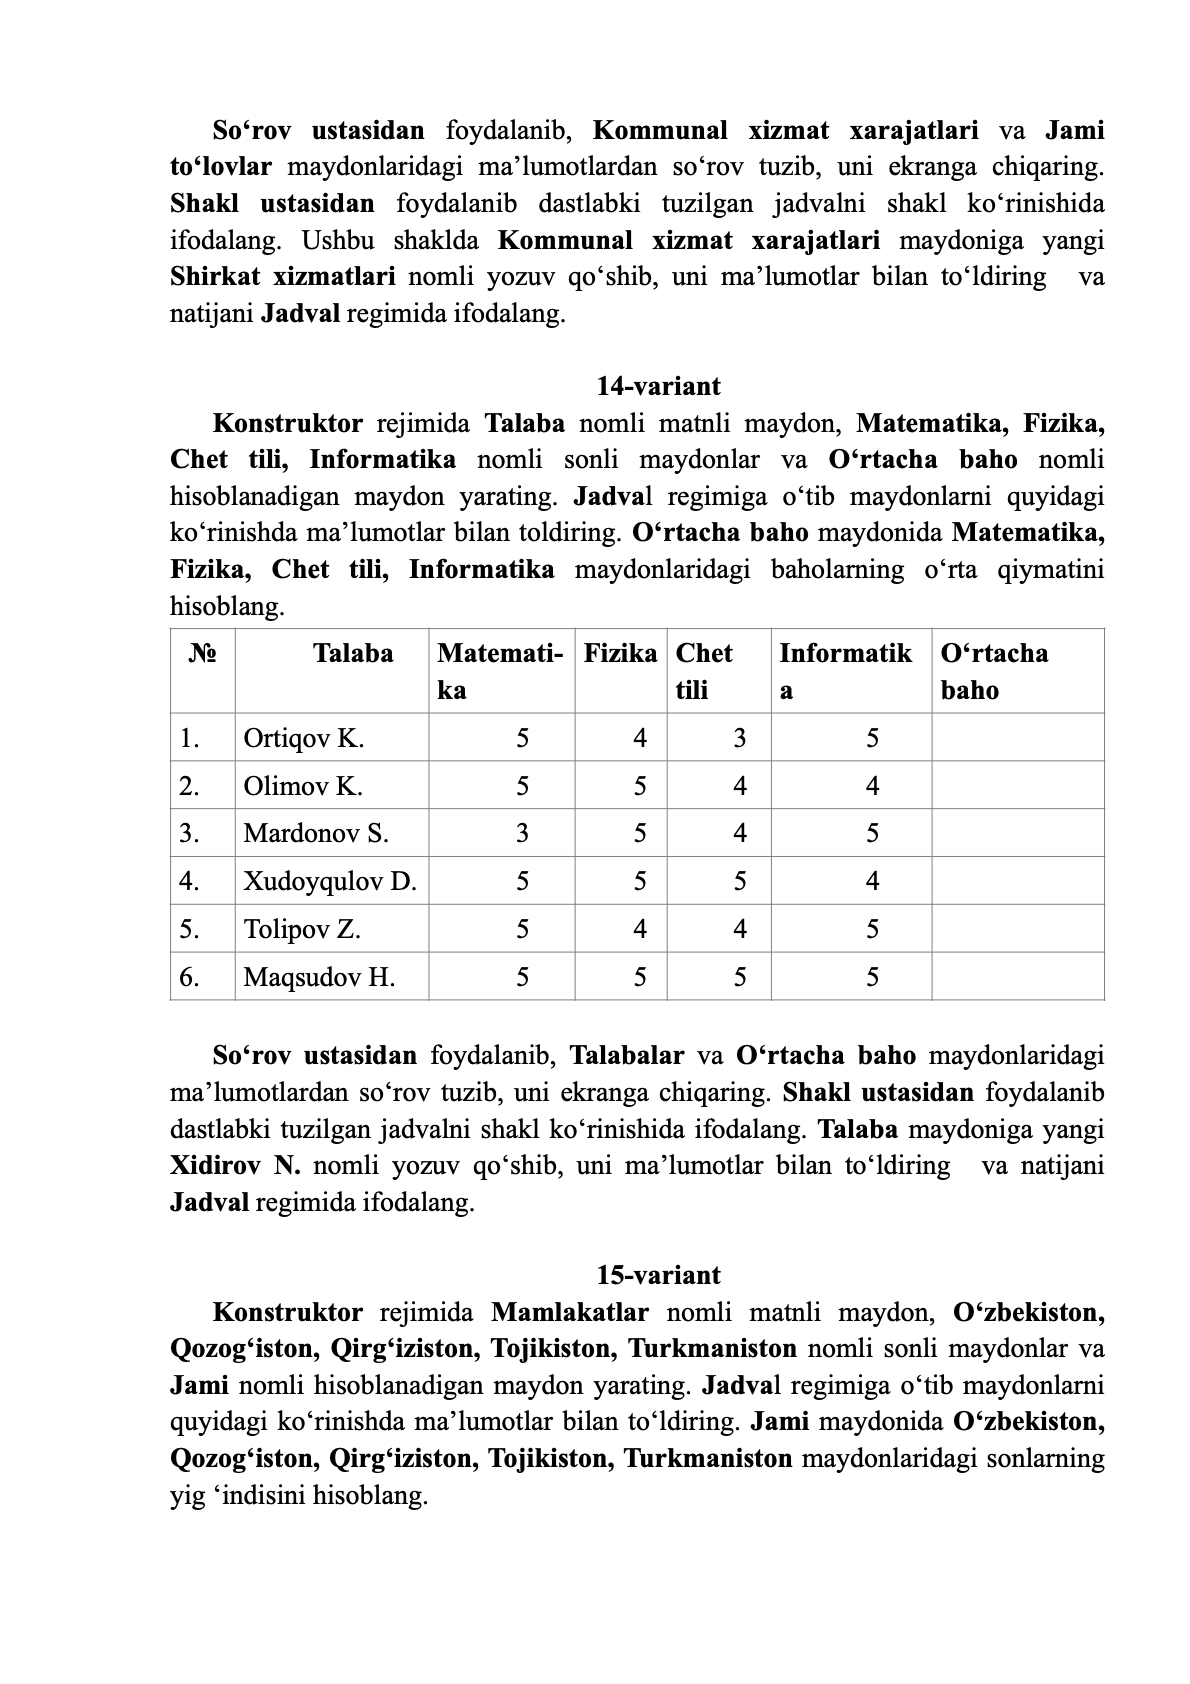 So‘rov ustasidan foydalanib, Kommunal xizmat xarajatlari va Jami
to‘lovlar maydonlaridagi ma’lumotlardan so‘rov tuzib, uni ekranga chiqaring.
Shakl ustasidan foydalanib dastlabki tuzilgan jadvalni shakl ko‘rinishida
ifodalang. Ushbu shaklda Kommunal xizmat xarajatlari maydoniga yangi
Shirkat xizmatlari nomli yozuv qo‘shib, uni ma’lumotlar bilan to‘ldiring va
natijani Jadval regimida ifodalang.
14-variant
Konstruktor rejimida Talaba nomli matnli maydon, Matematika, Fizika,
Chet tili, Informatika nomli sonli maydonlar va O‘rtacha baho nomli
hisoblanadigan maydon yarating. Jadval regimiga o‘tib maydonlarni quyidagi
ko‘rinishda ma’lumotlar bilan toldiring. O‘rtacha baho maydonida Matematika,
Fizika, Chet tili, Informatika maydonlaridagi baholarning o‘rta qiymatini
hisoblang.
№ Talaba Matemati- Fizika Chet Informatik O‘rtacha
ka tili a baho
1. Ortiqov K. 5 4 3 5
2. Olimov K. 5 5 4 4
3. Mardonov S. 3 5 4 5
4. Xudoyqulov D. 5 5 5 4
5. Tolipov Z. 5 4 4 5
6. Maqsudov H. 5 5 5 5
So‘rov ustasidan foydalanib, Talabalar va O‘rtacha baho maydonlaridagi
ma’lumotlardan so‘rov tuzib, uni ekranga chiqaring. Shakl ustasidan foydalanib
dastlabki tuzilgan jadvalni shakl ko‘rinishida ifodalang. Talaba maydoniga yangi
Xidirov N. nomli yozuv qo‘shib, uni ma’lumotlar bilan to‘ldiring va natijani
Jadval regimida ifodalang.
15-variant
Konstruktor rejimida Mamlakatlar nomli matnli maydon, O‘zbekiston,
Qozog‘iston, Qirg‘iziston, Tojikiston, Turkmaniston nomli sonli maydonlar va
Jami nomli hisoblanadigan maydon yarating. Jadval regimiga o‘tib maydonlarni
quyidagi ko‘rinishda ma’lumotlar bilan to‘ldiring. Jami maydonida O‘zbekiston,
Qozog‘iston, Qirg‘iziston, Tojikiston, Turkmaniston maydonlaridagi sonlarning
yig ‘indisini hisoblang.